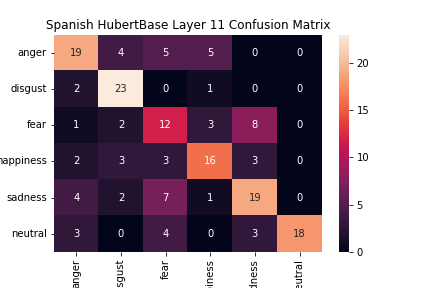 Spanish HubertBase Layer 11 Confusion Matrix
anger 19 4 5 5 0 0
disgust 2 23 0 1 0 0
fear 1 2 12 3 8 0
happiness 2 3 3 16 3 0
sadness 4 2 7 1 19 0
neutral 3 0 4 0 3 18
anger sgust fear piness dness eutral
20
15
10
5
0